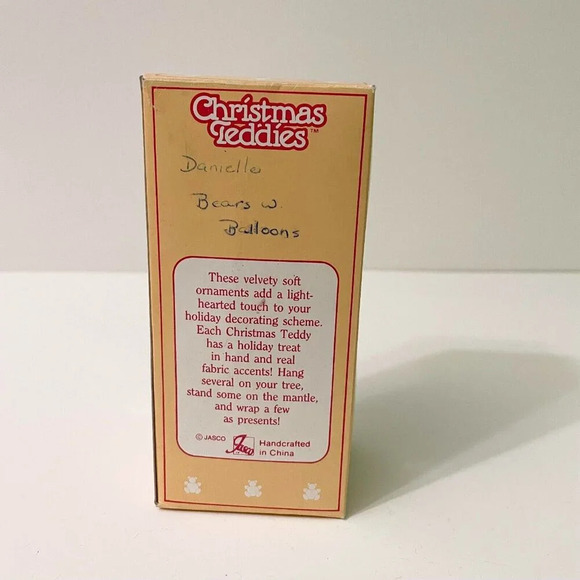 Christmas
Teddies™
Danielle
Bears w.
Balloons
These velvety soft
ornaments add a light-
hearted touch to your
holiday decorating scheme.
Each Christmas Teddy
has a holiday treat
in hand and real
fabric accents! Hang
several on your tree,
stand some on the mantle,
and wrap a few
as presents!
© JASCO Jasco Handcrafted
in China